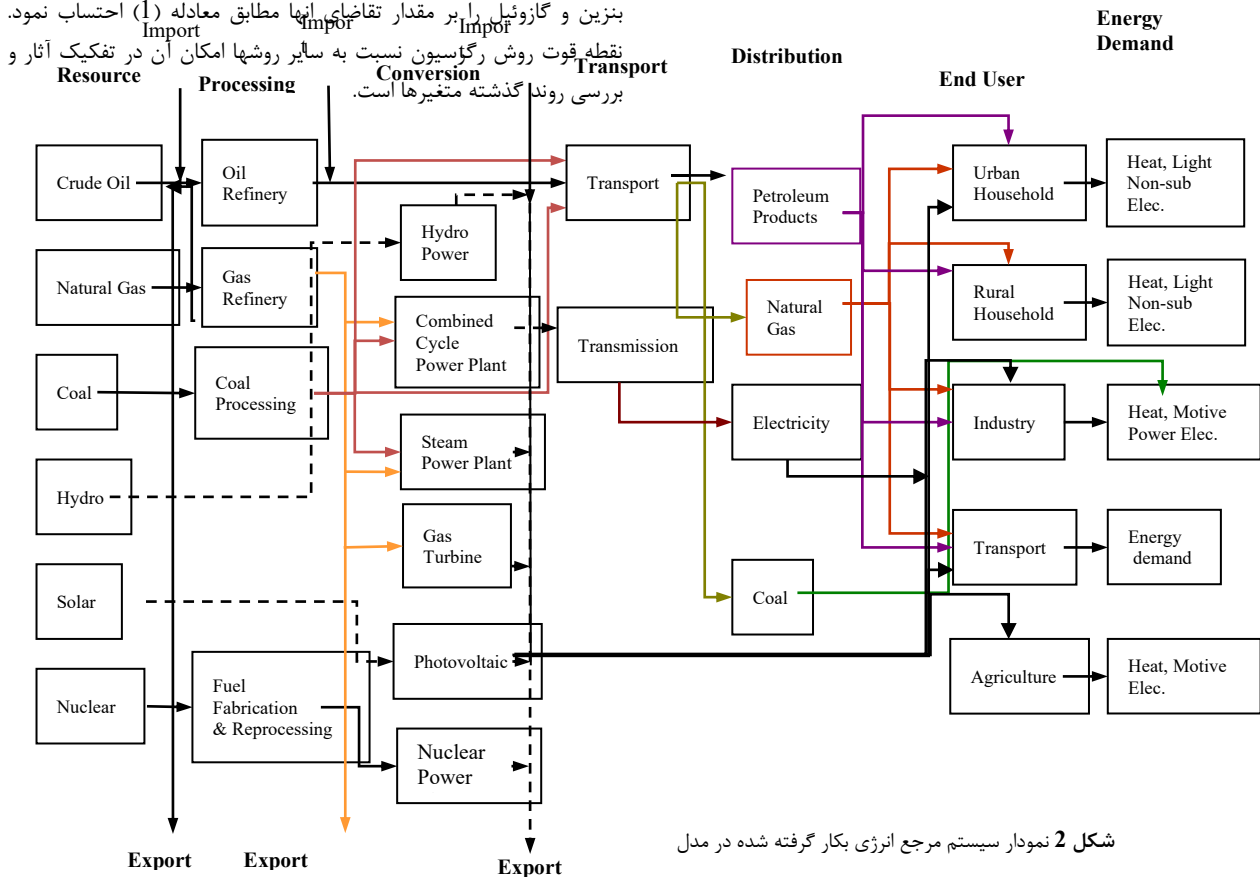 بنزین و گازوئیل را بر مقدار تقاضای آنها مطابق معادله (1) احتساب نمود.
نقطه قوت روش رگرسیون نسبت به سایر روشها امکان آن در تفکیک آثار و
بررسی روند گذشته متغیرها است.
Import
Impor
t
Impor
Energy
Demand
Resource
Processing
Conversion
Transport
Distribution
End User
Crude Oil
Oil
Refinery
Transport
Petroleum
Products
Urban
Household
Heat, Light
Non-sub
Elec.
Hydro
Power
Natural Gas
Gas
Refinery
Combined
Cycle
Power Plant
Transmission
Natural
Gas
Rural
Household
Heat, Light
Non-sub
Elec.
Coal
Coal
Processing
Steam
Power Plant
Electricity
Industry
Heat, Motive
Power Elec.
Hydro
Gas
Turbine
Transport
Energy
demand
Solar
Coal
Photovoltaic
Agriculture
Heat, Motive
Elec.
Nuclear
Fuel
Fabrication
& Reprocessing
Nuclear
Power
Export
Export
Export
شکل 2 نمودار سیستم مرجع انرژی بکار گرفته شده در مدل